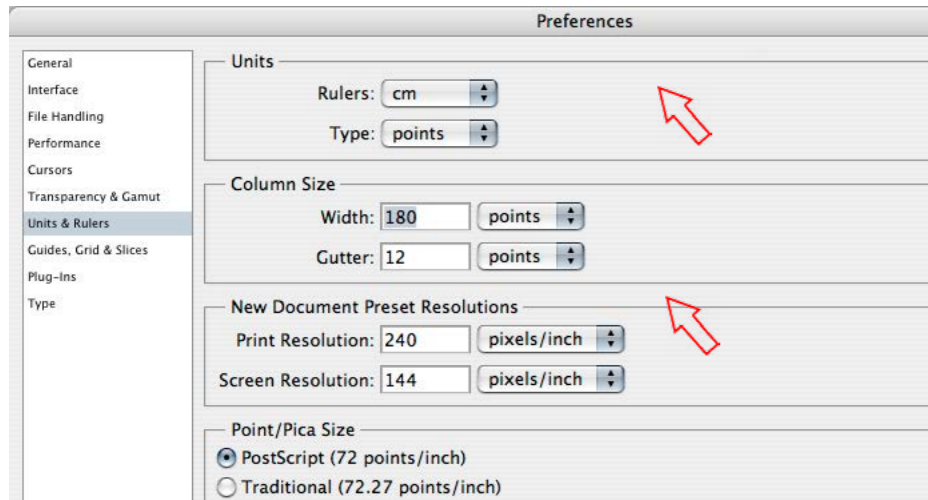 Preferences
General
Interface
File Handling
Performance
Cursors
Transparency & Gamut
Units & Rulers
Guides, Grid & Slices
Plug-Ins
Type
Units
Rulers: cm
Type: points
Column Size
Width: 180 points
Gutter: 12 points
New Document Preset Resolutions
Print Resolution: 240 pixels/inch
Screen Resolution: 144 pixels/inch
Point/Pica Size
PostScript (72 points/inch)
Traditional (72.27 points/inch)